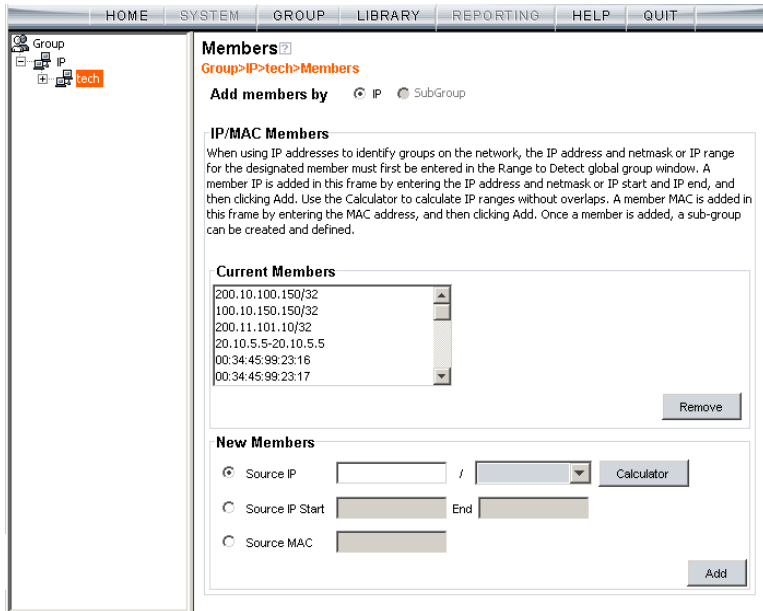 HOME SYSTEM GROUP LIBRARY REPORTING HELP QUIT
Group
IP
tech
Members ?
Group>IP>tech>Members
Add members by IP SubGroup
IP/MAC Members
When using IP addresses to identify groups on the network, the IP address and netmask or IP range
for the designated member must first be entered in the Range to Detect global group window. A
member IP is added in this frame by entering the IP address and netmask or IP start and IP end, and
then clicking Add. Use the Calculator to calculate IP ranges without overlaps. A member MAC is added in
this frame by entering the MAC address, and then clicking Add. Once a member is added, a sub-group
can be created and defined.
Current Members
200.10.100.150/32
100.10.150.150/32
200.11.101.10/32
20.10.5.5-20.10.5.5
00:34:45:99:23:16
00:34:45:99:23:17
Remove
New Members
Source IP / Calculator
Source IP Start End
Source MAC
Add